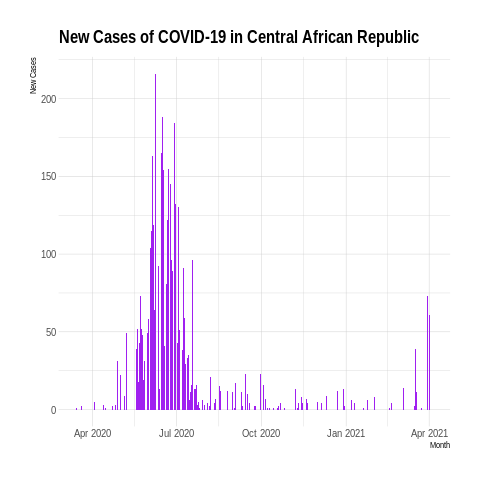 New Cases of COVID-19 in Central African Republic
New Cases
200
150
100
50
0
Apr 2020 Jul 2020 Oct 2020 Jan 2021 Apr 2021
Month